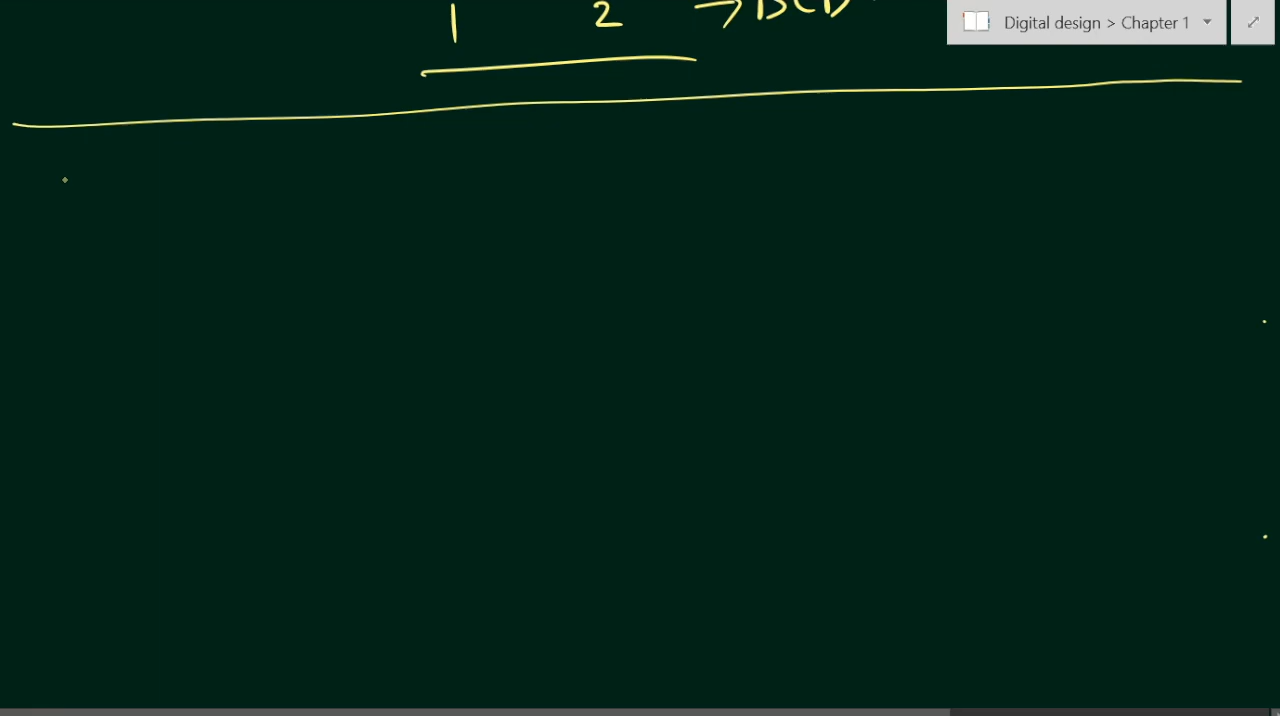 1 2 → BCD
Digital design > Chapter 1